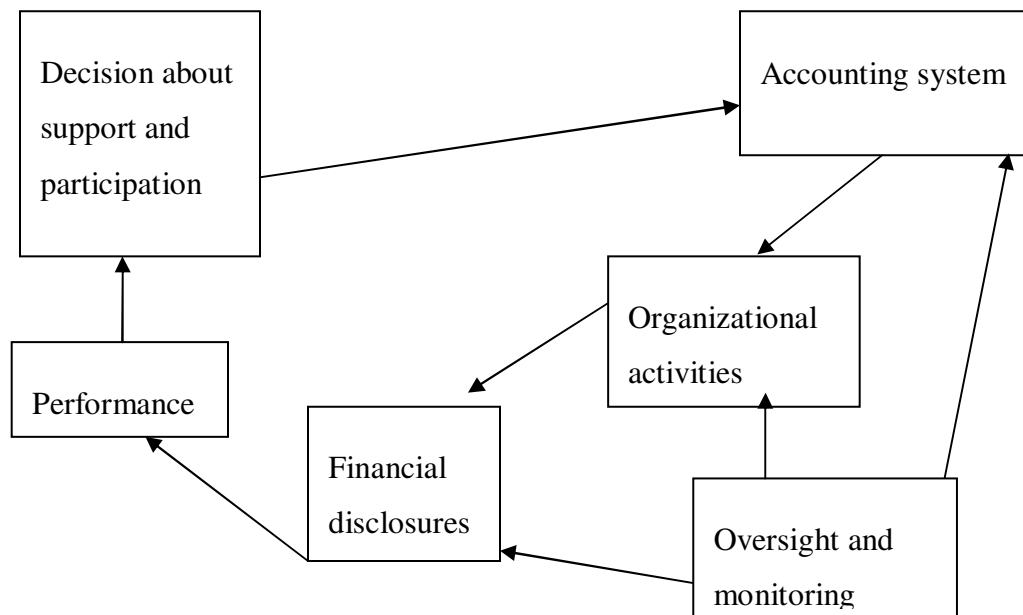 Decision about
support and
participation
Accounting system
Organizational
activities
Performance
Financial
disclosures
Oversight and
monitoring